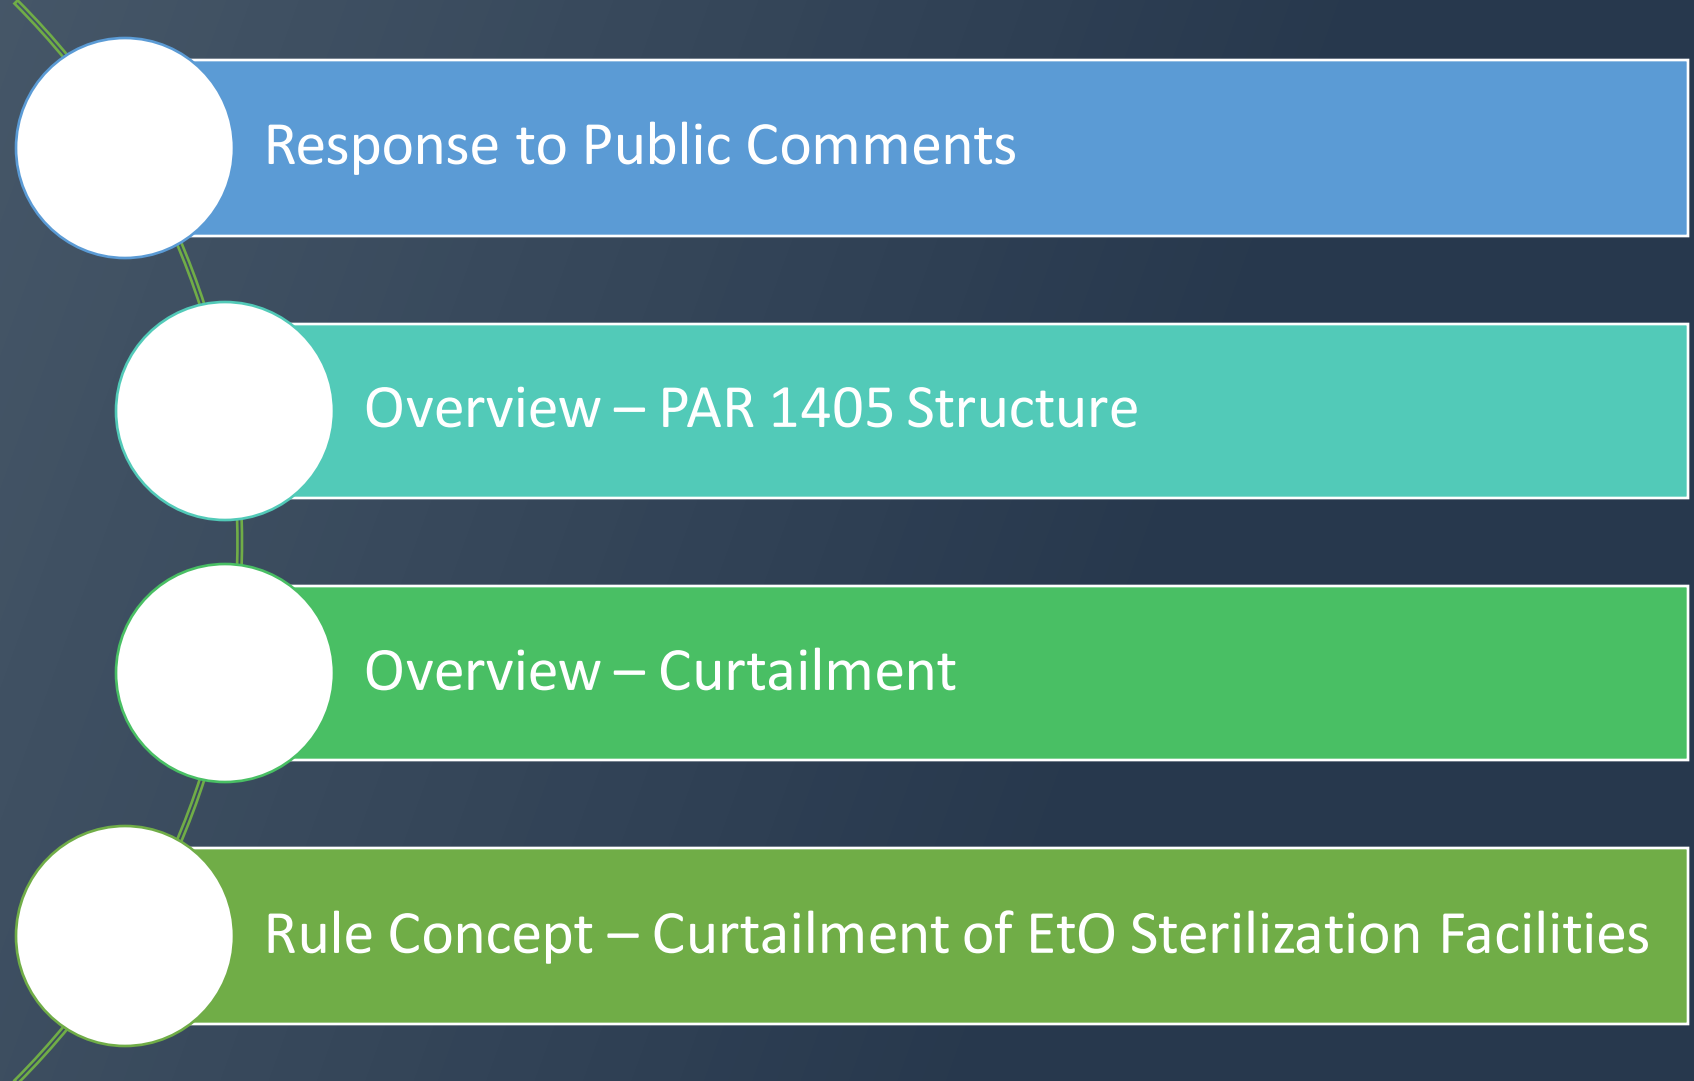 Response to Public Comments
Overview – PAR 1405 Structure
Overview – Curtailment
Rule Concept – Curtailment of EtO Sterilization Facilities